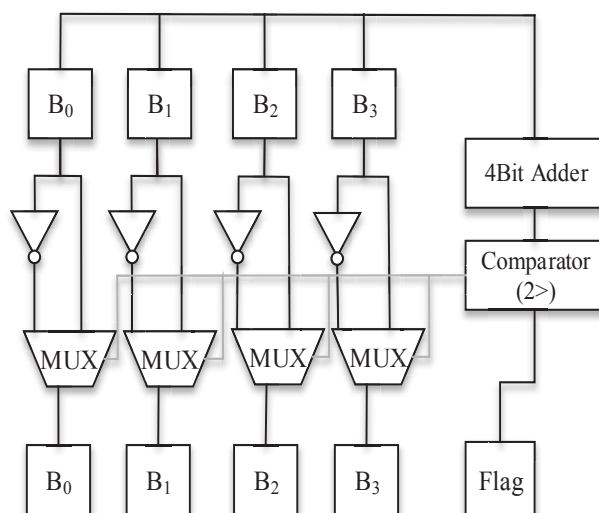 B₀ B₁ B₂ B₃
4Bit Adder
Comparator
(2>)
MUX MUX MUX MUX
B₀ B₁ B₂ B₃ Flag